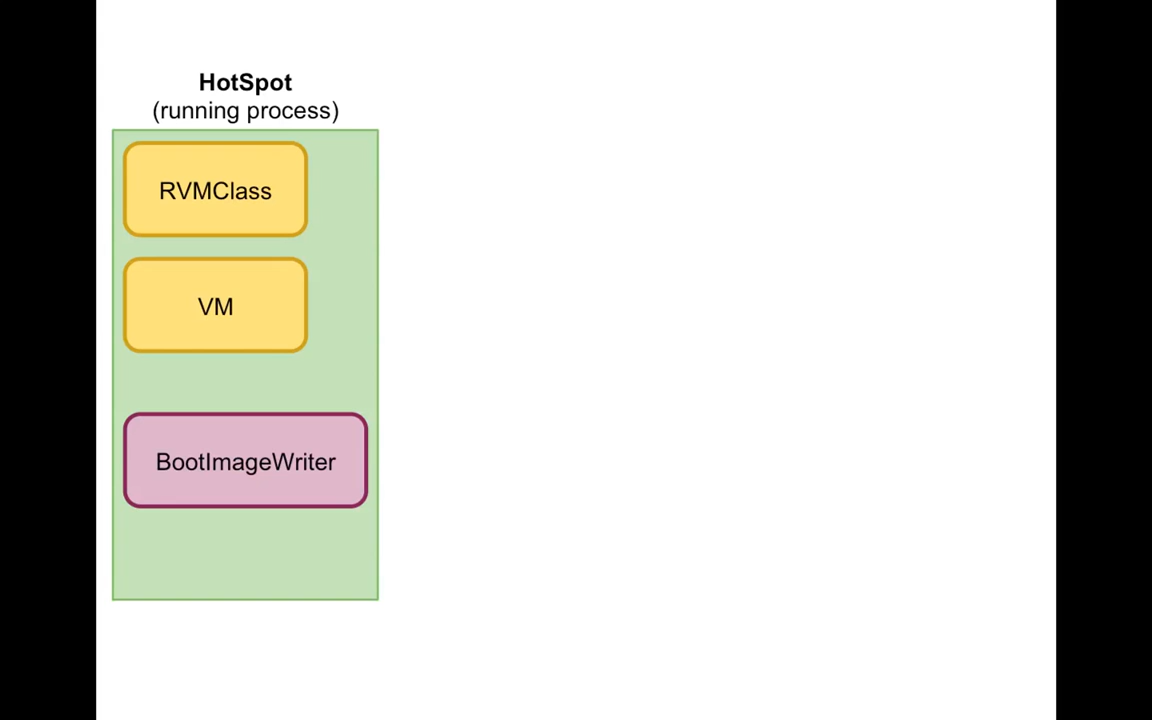 HotSpot
(running process)
RVMClass
VM
BootImageWriter